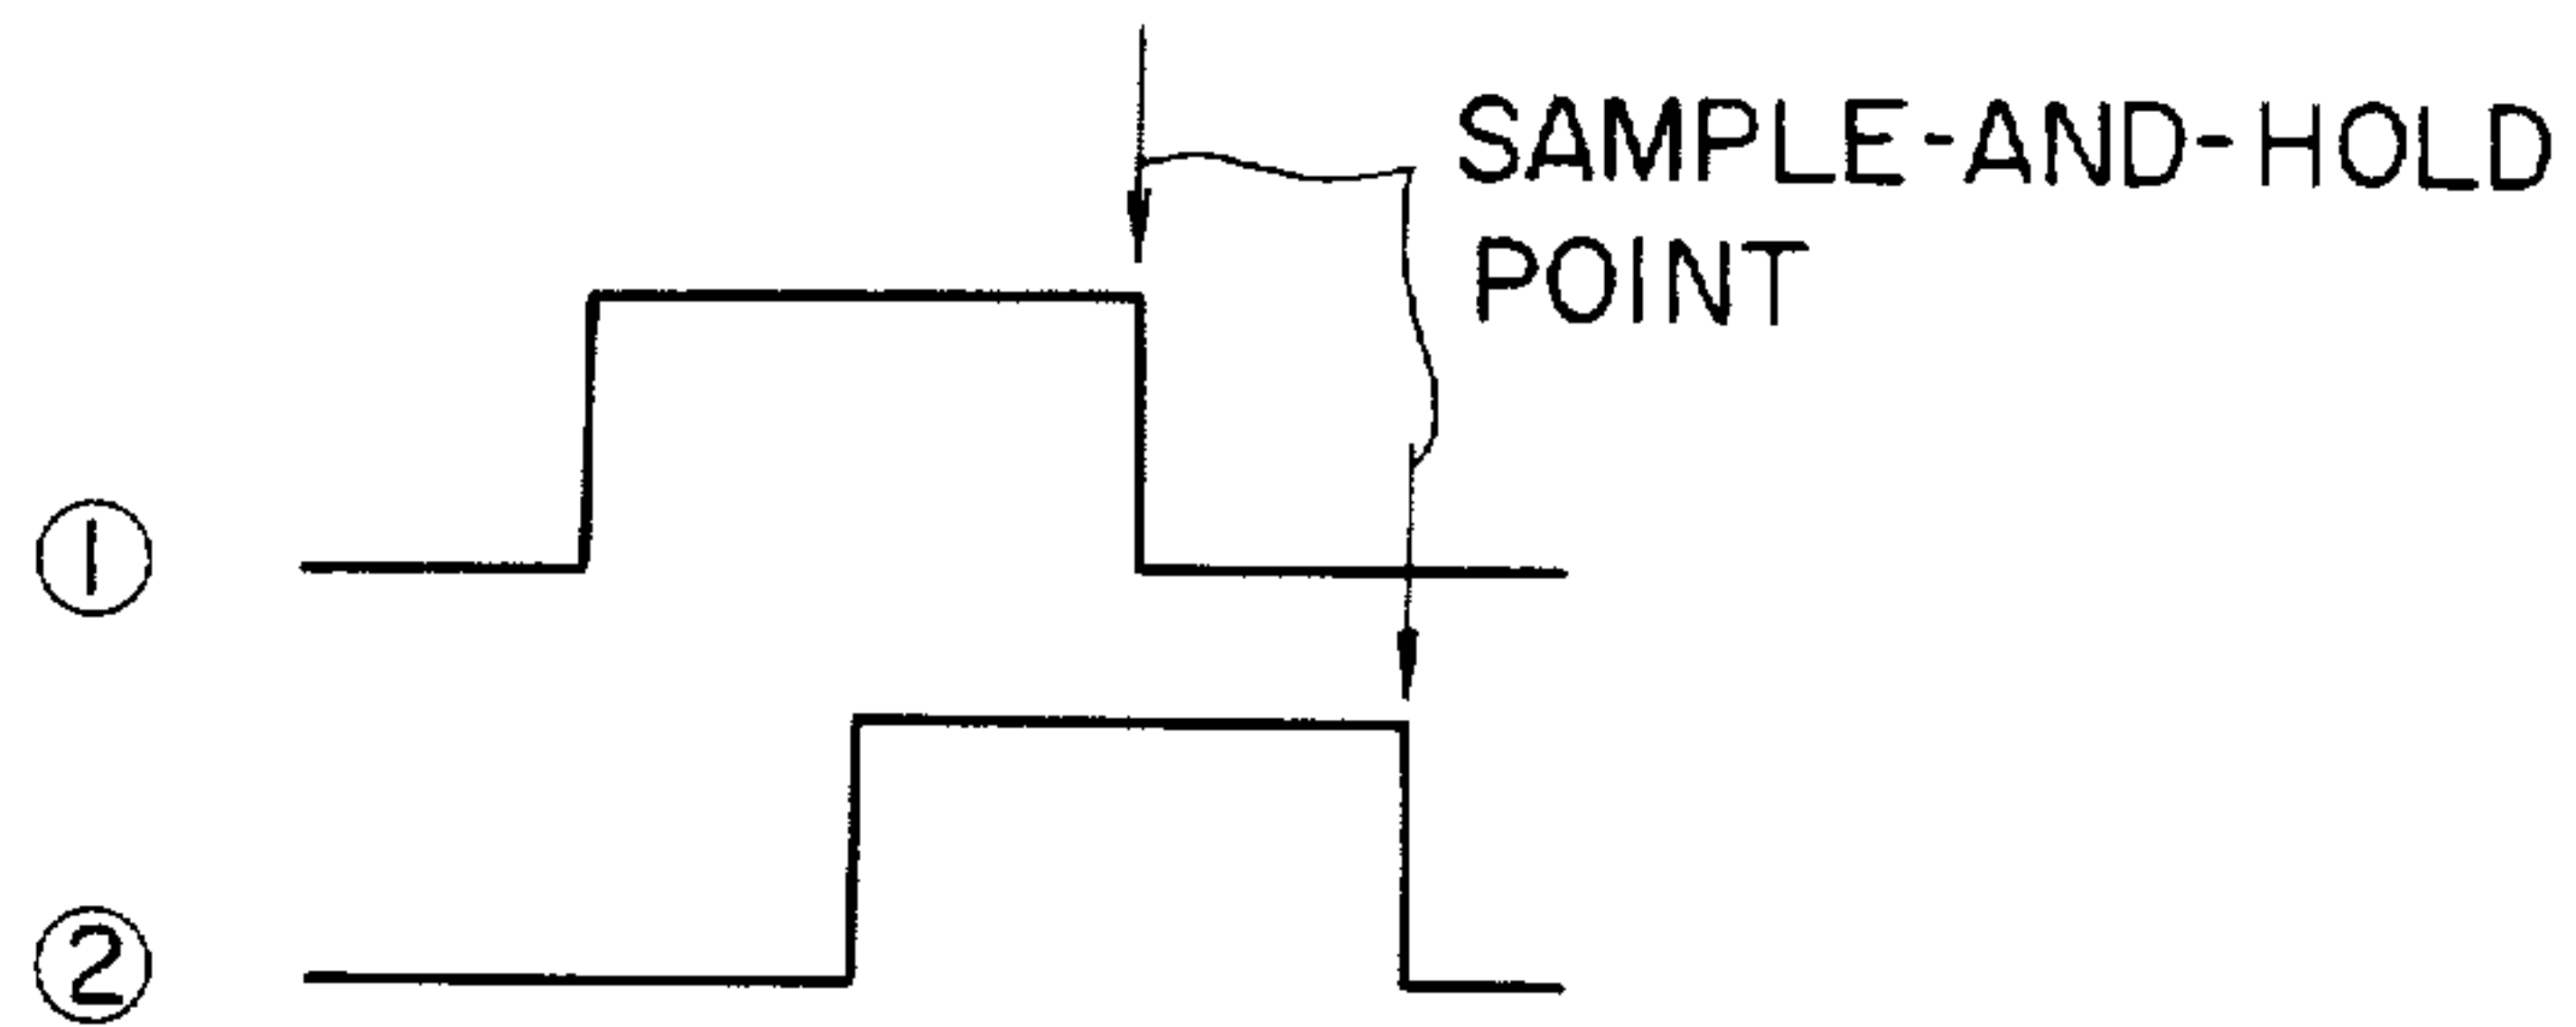 SAMPLE-AND-HOLD
POINT
①
②